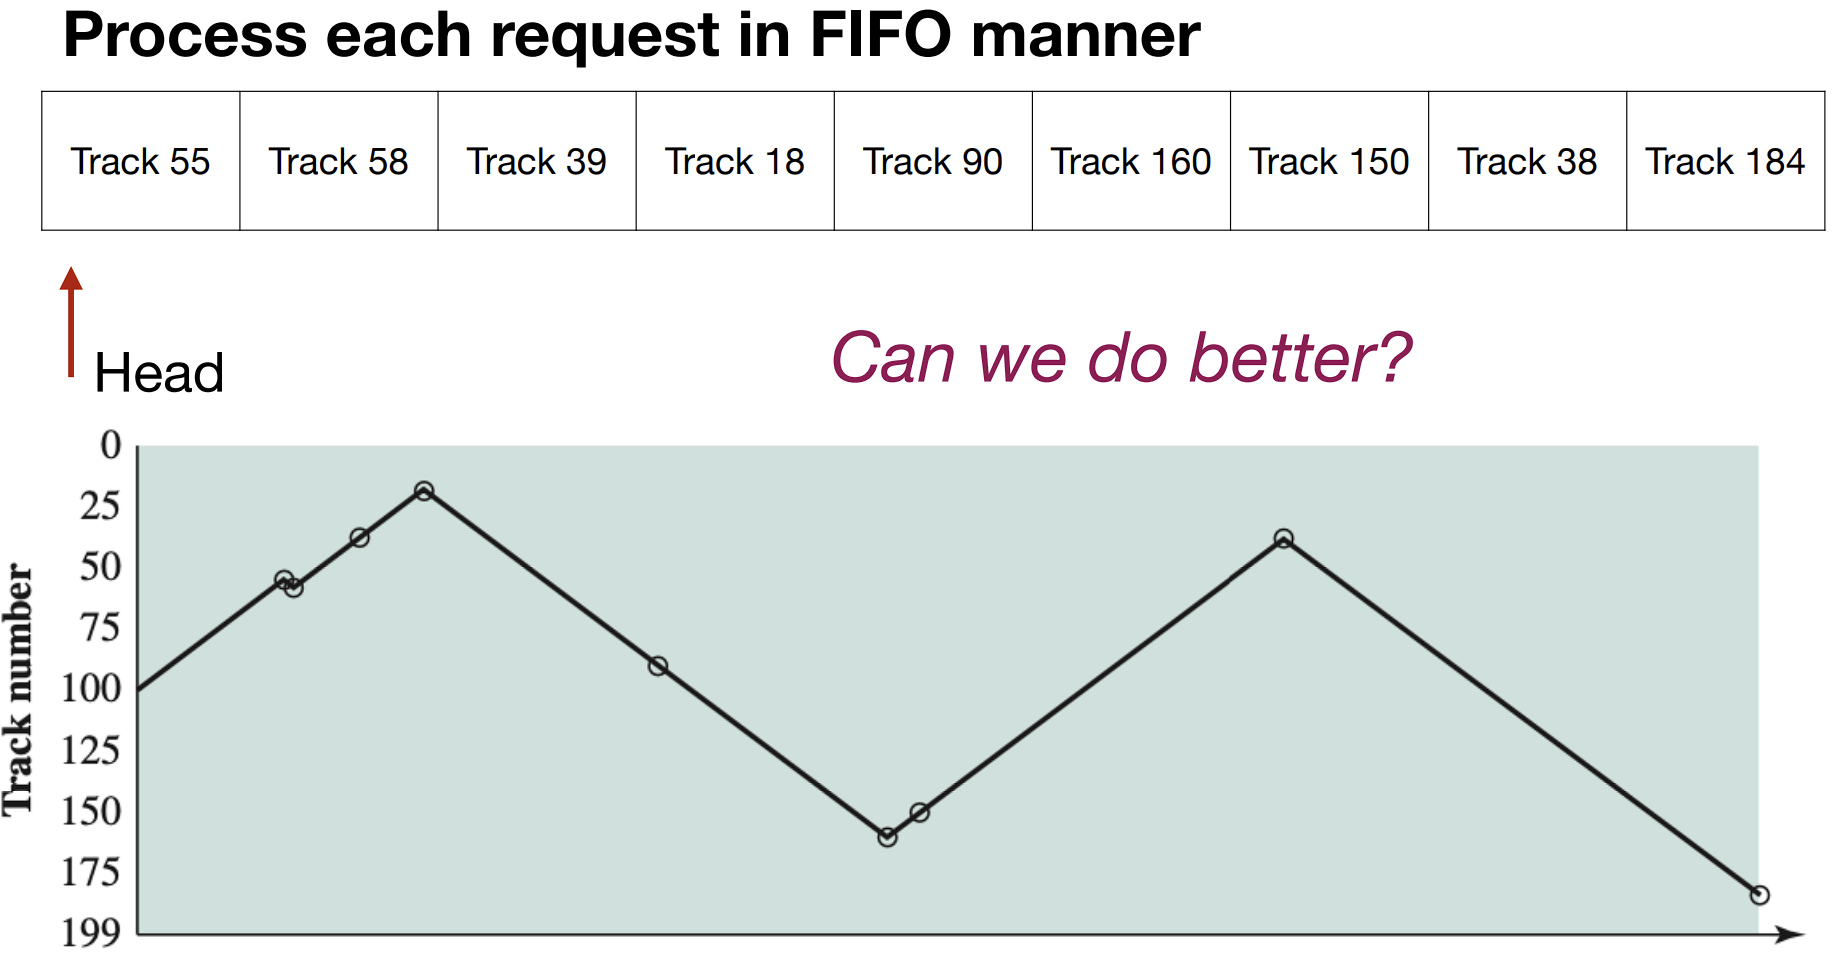 Process each request in FIFO manner
Track 55 Track 58 Track 39 Track 18 Track 90 Track 160 Track 150 Track 38 Track 184
Head
Can we do better?
Track number
0
25
50
75
100
125
150
175
199